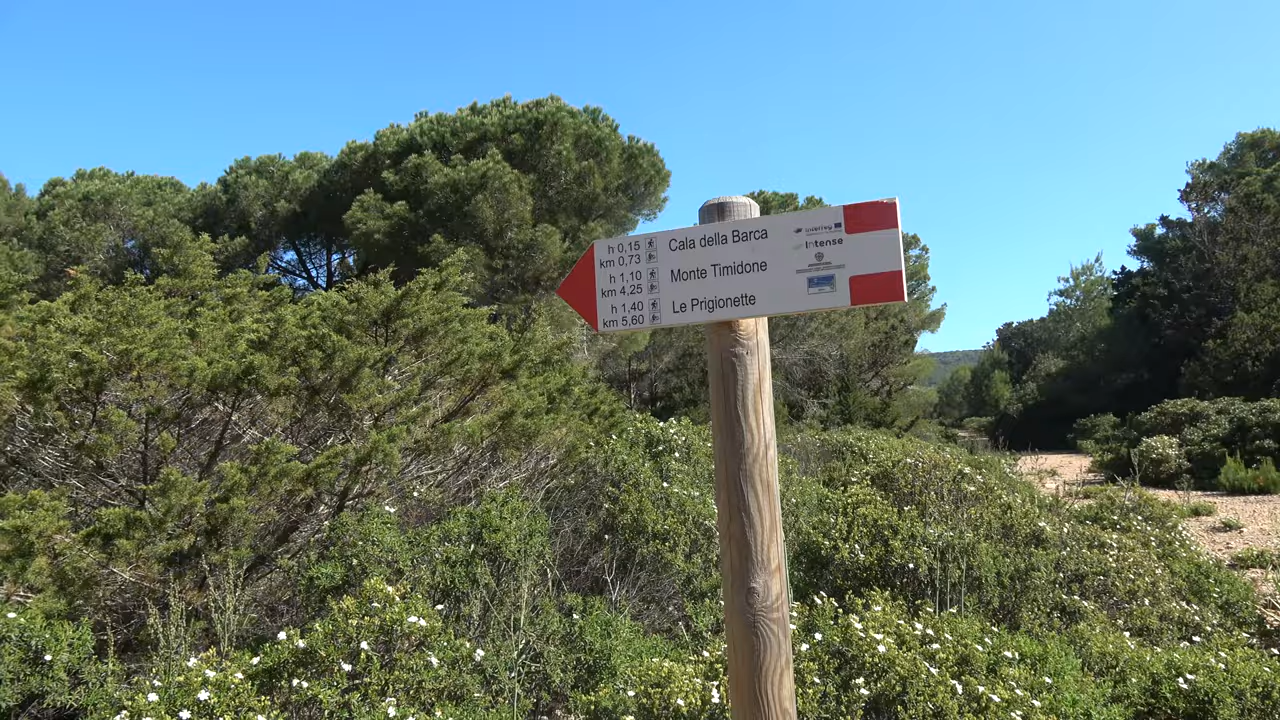 h 0,15
km 0,73
Cala della Barca
h 1,10
km 4,25
Monte Timidone
h 1,40
km 5,60
Le Prigionette
Interreg
Intense